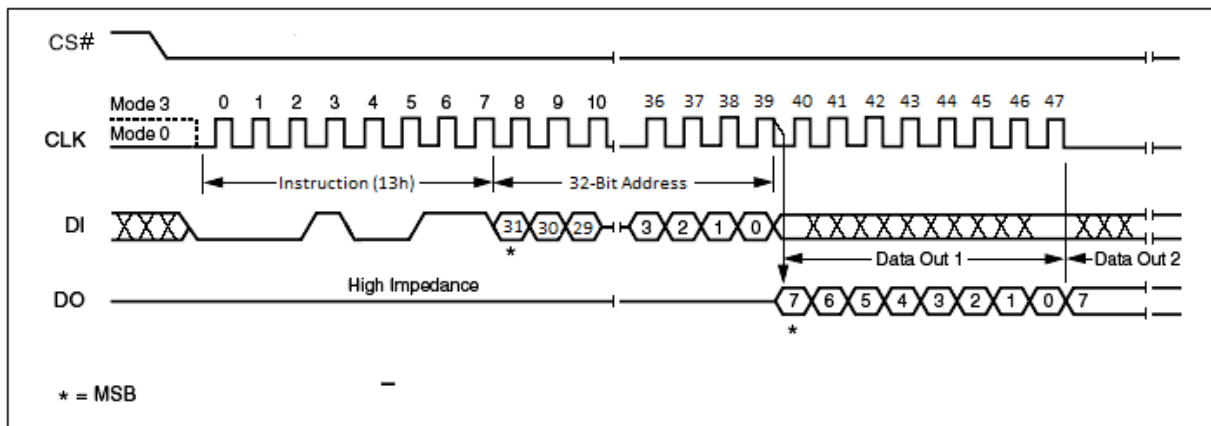 CS#
Mode 3 0 1 2 3 4 5 6 7 8 9 10 36 37 38 39 40 41 42 43 44 45 46 47
CLK Mode 0
Instruction (13h) 32-Bit Address
DI 31 30 29 3 2 1 0
* Data Out 1 Data Out 2
High Impedance
DO 7 6 5 4 3 2 1 0 7
*
* = MSB